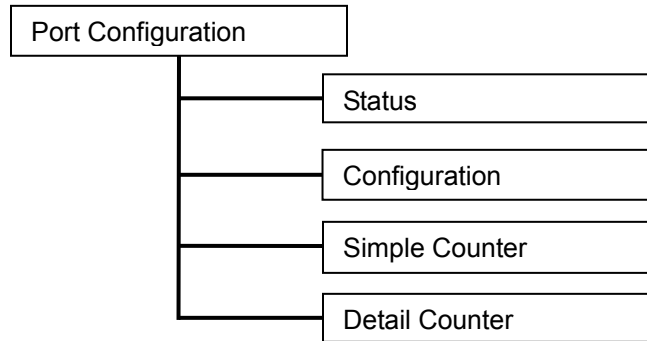 Port Configuration
Status
Configuration
Simple Counter
Detail Counter